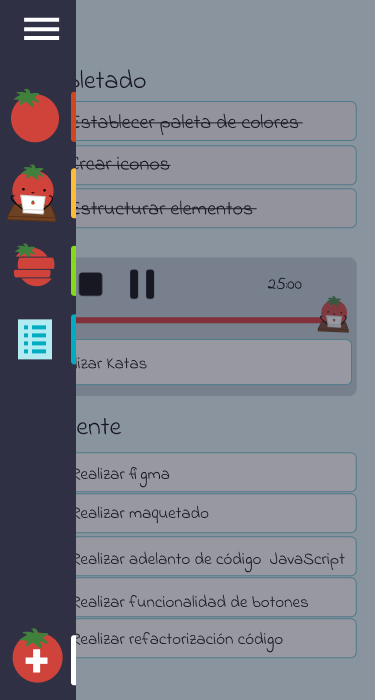 pletado
Establecer paleta de colores
Crear iconos
Estructurar elementos
25:00
izar Katas
ente
Realizar figma
Realizar maquetado
Realizar adelanto de código JavaScript
Realizar funcionalidad de botones
Realizar refactorización código